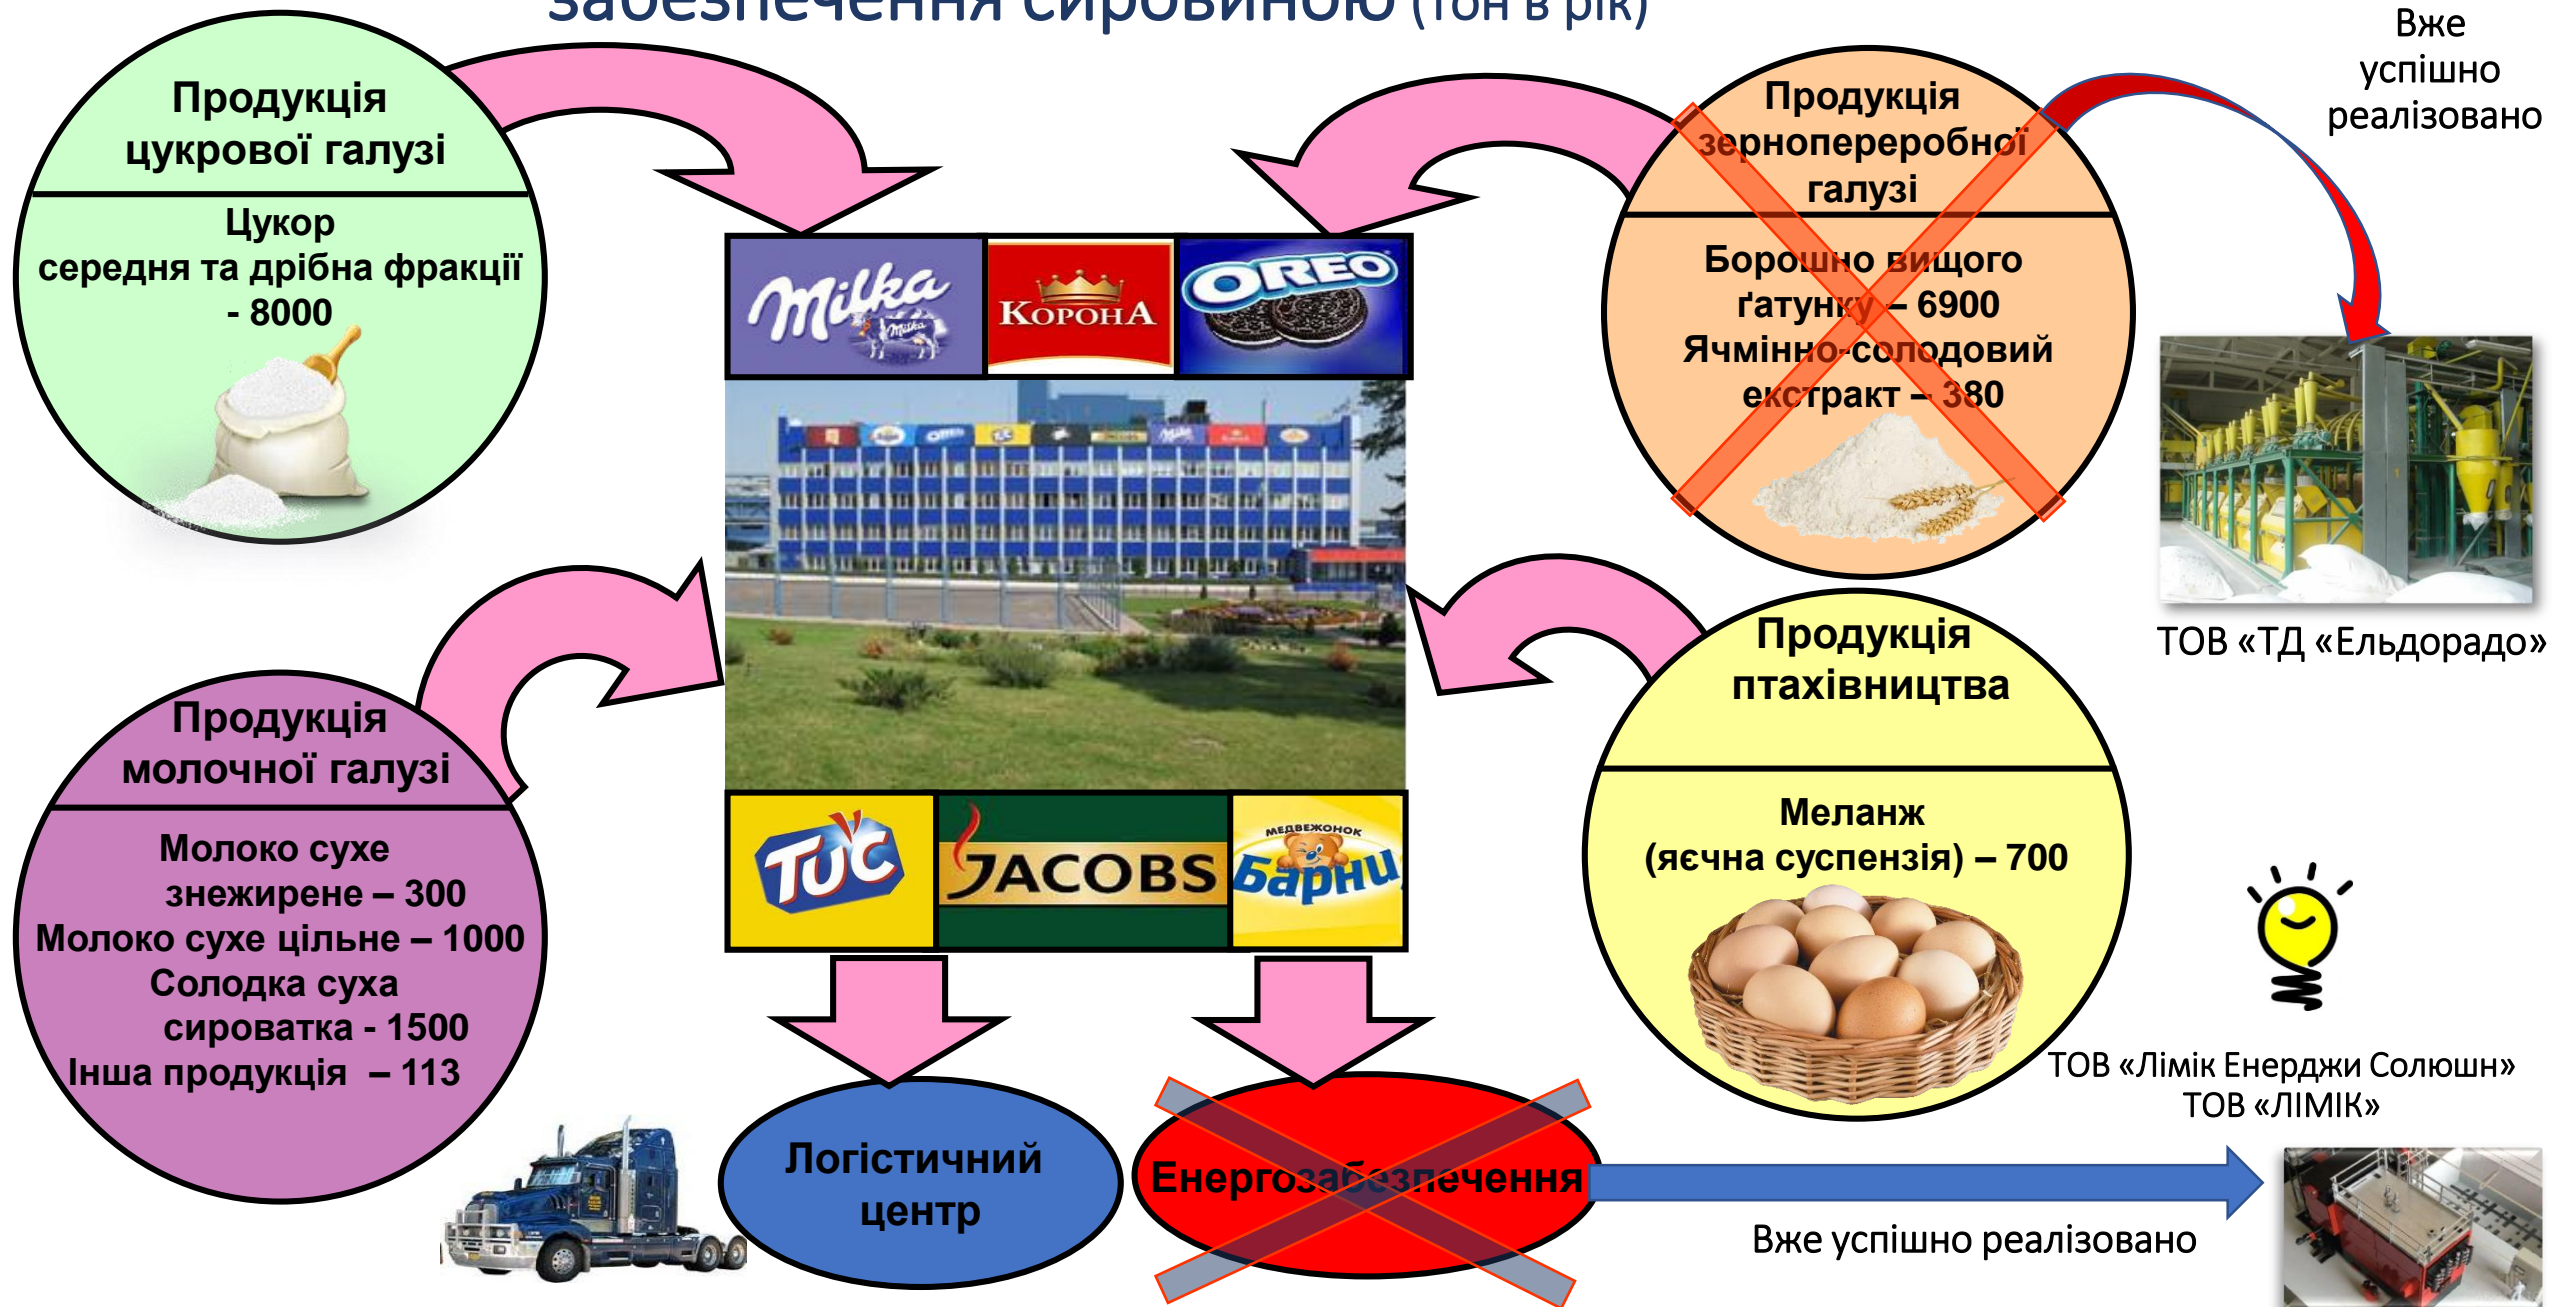 забезпечення сировиною (тон в рік)
Продукція
цукрової галузі
Цукор
середня та дрібна фракції
- 8000
Продукція
зернопереробної
галузі
Борошно вищого
ґатунку – 6900
Ячмінно-солодовий
екстракт – 380
Вже
успішно
реалізовано
ТОВ «ТД «Ельдорадо»
Milka
Milka
КОРОНА
OREO
Продукція
молочної галузі
Молоко сухе
знежирене – 300
Молоко сухе цільне – 1000
Солодка суха
сироватка - 1500
Інша продукція – 113
Продукція
птахівництва
Меланж
(яєчна суспензія) – 700
TUC
JACOBS
МЕДВЕЖОНОК
Барни
ТОВ «Лімік Енерджи Солюшн»
ТОВ «ЛІМІК»
Логістичний
центр
Енергозабезпечення
Вже успішно реалізовано